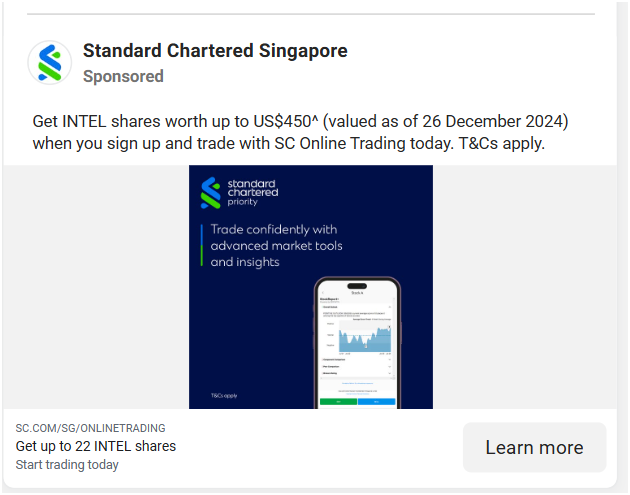 Standard Chartered Singapore
Sponsored
Get INTEL shares worth up to US$450^ (valued as of 26 December 2024)
when you sign up and trade with SC Online Trading today. T&Cs apply.
standard
chartered
priority
Trade confidently with
advanced market tools
and insights
T&Cs apply
SC.COM/SG/ONLINETRADING
Get up to 22 INTEL shares
Start trading today
Learn more